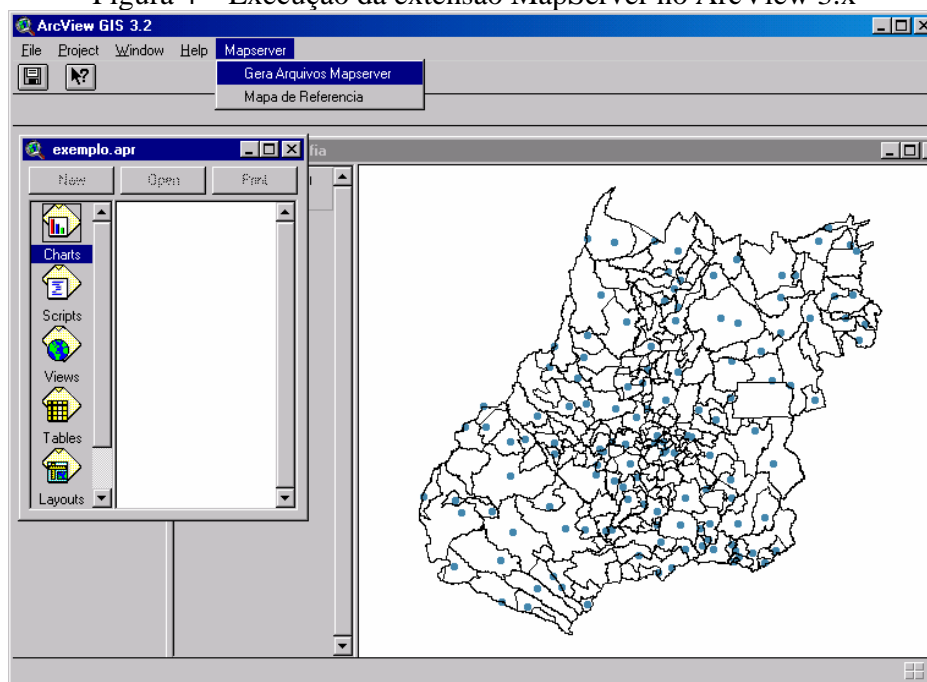 Figura 4 – Execução da extensão MapServer no ArcView 3.x
ArcView GIS 3.2
File Project Window Help Mapserver
Gera Arquivos Mapserver
Mapa de Referencia
exemplo.apr
New Open Print
Charts
Scripts
Views
Tables
Layouts